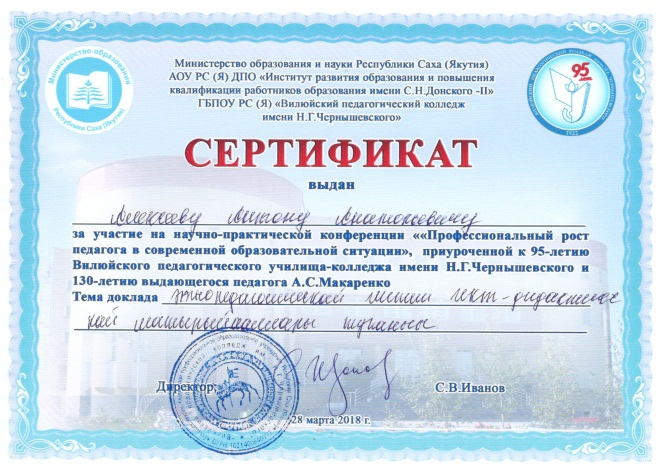 Министерство образования
Республики Саха (Якутия)
95 лет
1922
Министерство образования и науки Республики Саха (Якутия)
АОУ РС (Я) ДПО «Институт развития образования и повышения
квалификации работников образования имени С.Н.Донского -II»
ГБПОУ РС (Я) «Вилюйский педагогический колледж
имени Н.Г.Чернышевского»
СЕРТИФИКАТ
выдан
Алексееву Антону Анатольевичу
за участие на научно-практической конференции ««Профессиональный рост
педагога в современной образовательной ситуации», приуроченной к 95-летию
Вилюйского педагогического училища-колледжа имени Н.Г.Чернышевского и
130-летию выдающегося педагога А.С.Макаренко
Тема доклада этнопедагогической
Директор:
С.В.Иванов
28 марта 2018 г.